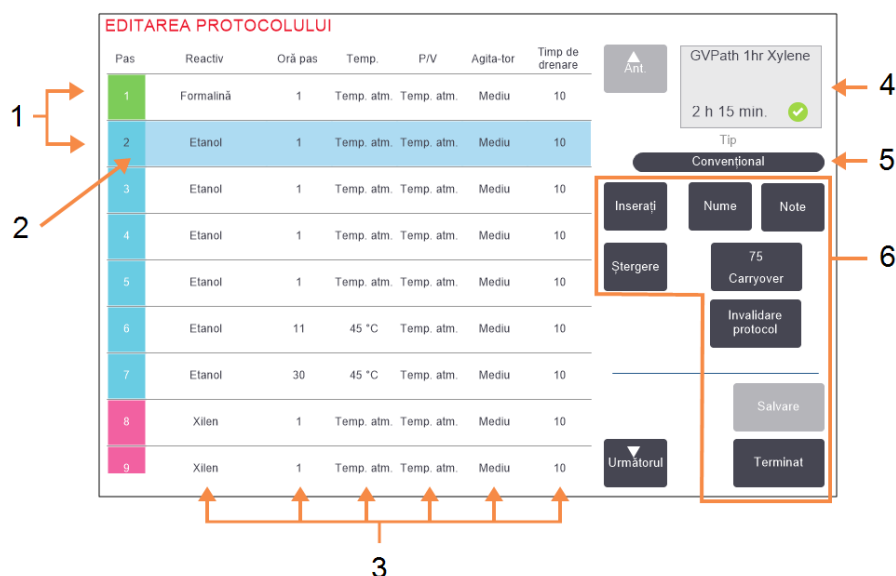 EDITAREA PROTOCOLULUI
Pas Reactiv Oră pas Temp. P/V Agita-tor Timp de drenare
1 Formalină 1 Temp. atm. Temp. atm. Mediu 10
2 Etanol 1 Temp. atm. Temp. atm. Mediu 10
3 Etanol 1 Temp. atm. Temp. atm. Mediu 10
4 Etanol 1 Temp. atm. Temp. atm. Mediu 10
5 Etanol 1 Temp. atm. Temp. atm. Mediu 10
6 Etanol 11 45 °C Temp. atm. Mediu 10
7 Etanol 30 45 °C Temp. atm. Mediu 10
8 Xilen 1 Temp. atm. Temp. atm. Mediu 10
9 Xilen 1 Temp. atm. Temp. atm. Mediu 10
Ant.
GVPath 1hr Xylene
2 h 15 min.
Tip
Convențional
Inserați
Nume
Note
Ștergere
75
Carryover
Invalidare
protocol
Salvare
Următorul
Terminat
1
2
3
4
5
6